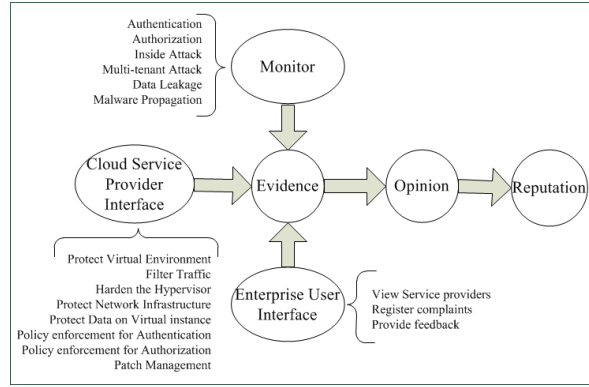 Authentication
Authorization
Inside Attack
Multi-tenant Attack
Data Leakage
Malware Propagation
Monitor
Cloud Service
Provider
Interface
Evidence
Opinion
Reputation
Protect Virtual Environment
Filter Traffic
Harden the Hypervisor
Protect Network Infrastructure
Protect Data on Virtual instance
Policy enforcement for Authentication
Policy enforcement for Authorization
Patch Management
Enterprise User
Interface
View Service providers
Register complaints
Provide feedback